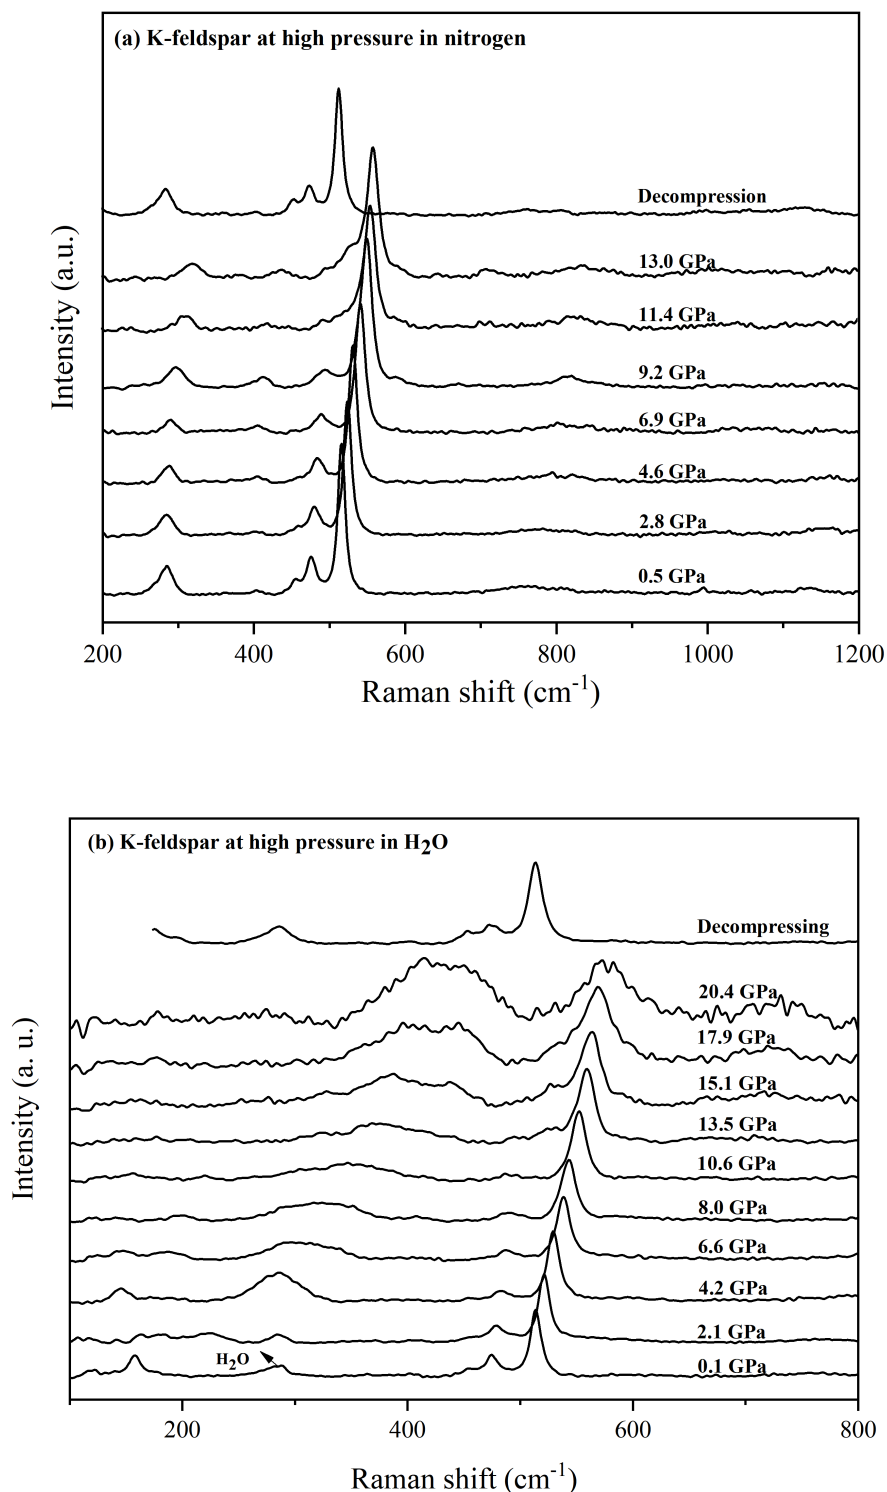 (a) K-feldspar at high pressure in nitrogen
Intensity (a.u.)
Decompression
13.0 GPa
11.4 GPa
9.2 GPa
6.9 GPa
4.6 GPa
2.8 GPa
0.5 GPa
200 400 600 800 1000 1200
Raman shift (cm⁻¹)
(b) K-feldspar at high pressure in H₂O
Intensity (a. u.)
Decompressing
20.4 GPa
17.9 GPa
15.1 GPa
13.5 GPa
10.6 GPa
8.0 GPa
6.6 GPa
4.2 GPa
2.1 GPa
H₂O
0.1 GPa
200 400 600 800
Raman shift (cm⁻¹)